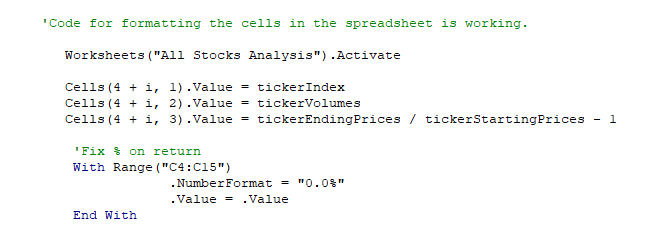 'Code for formatting the cells in the spreadsheet is working.
Worksheets("All Stocks Analysis").Activate
Cells(4 + i, 1).Value = tickerIndex
Cells(4 + i, 2).Value = tickerVolumes
Cells(4 + i, 3).Value = tickerEndingPrices / tickerStartingPrices - 1
'Fix % on return
With Range("C4:C15")
.NumberFormat = "0.0%"
.Value = .Value
End With